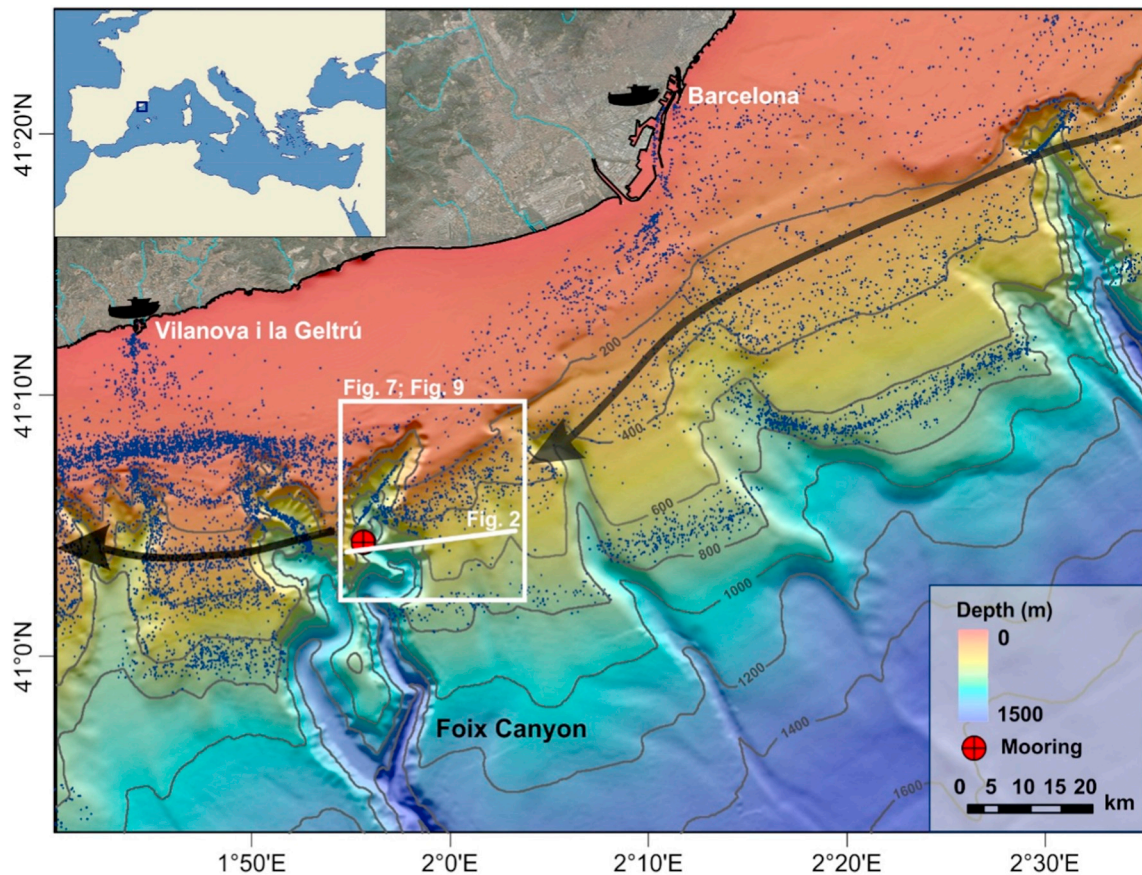 41°20'N
41°10'N
41°0'N
Barcelona
Vilanova i la Geltrú
Fig. 7; Fig. 9
Fig. 2
200
400
600
800
1000
1200
1400
1600
Foix Canyon
Depth (m)
0
1500
Mooring
0 5 10 15 20
km
1°50'E
2°0'E
2°10'E
2°20'E
2°30'E